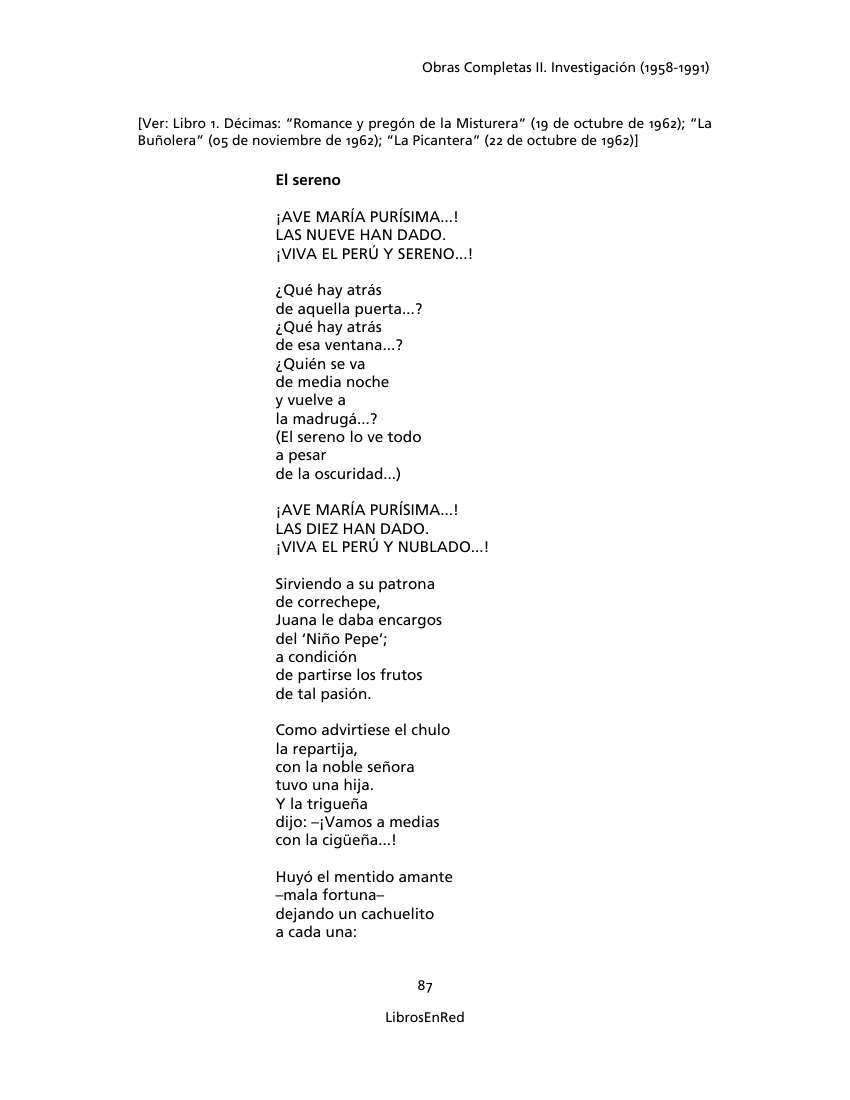 Obras Completas II. Investigación (1958-1991)
[Ver: Libro 1. Décimas: “Romance y pregón de la Misturera” (19 de octubre de 1962); “La
Buñolera” (05 de noviembre de 1962); “La Picantera” (22 de octubre de 1962)]
El sereno
¡AVE MARÍA PURÍSIMA...!
LAS NUEVE HAN DADO.
¡VIVA EL PERÚ Y SERENO...!
¿Qué hay atrás
de aquella puerta...?
¿Qué hay atrás
de esa ventana...?
¿Quién se va
de media noche
y vuelve a
la madrugá...?
(El sereno lo ve todo
a pesar
de la oscuridad...)
¡AVE MARÍA PURÍSIMA...!
LAS DIEZ HAN DADO.
¡VIVA EL PERÚ Y NUBLADO...!
Sirviendo a su patrona
de correchepe,
Juana le daba encargos
del ‘Niño Pepe’;
a condición
de partirse los frutos
de tal pasión.
Como advirtiese el chulo
la repartija,
con la noble señora
tuvo una hija.
Y la trigueña
dijo: –¡Vamos a medias
con la cigüeña...!
Huyó el mentido amante
–mala fortuna–
dejando un cachuelito
a cada una:
87
LibrosEnRed